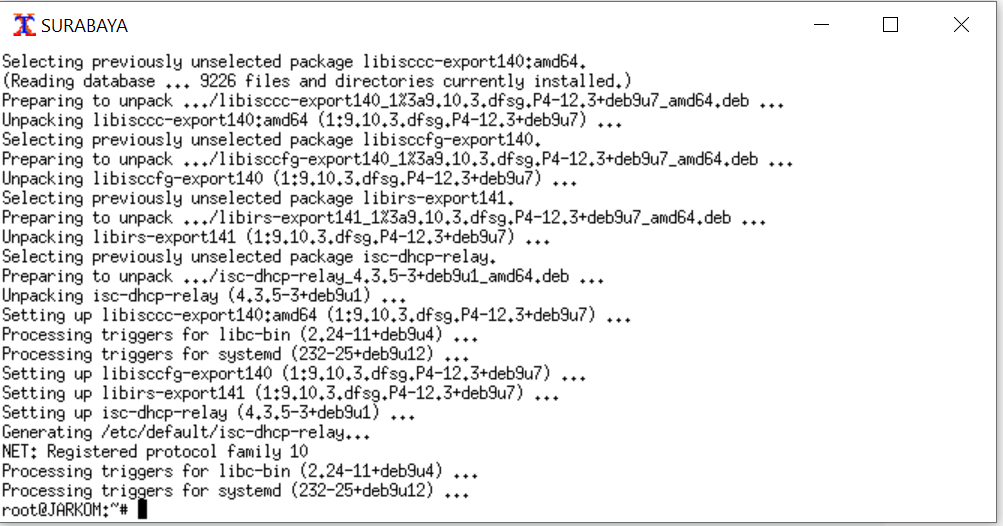 SURABAYA
Selecting previously unselected package libisccc-export140:amd64.
(Reading database ... 9226 files and directories currently installed.)
Preparing to unpack .../libisccc-export140_1%3a9.10.3.dfsg.P4-12.3+deb9u7_amd64.deb ...
Unpacking libisccc-export140:amd64 (1:9.10.3.dfsg.P4-12.3+deb9u7) ...
Selecting previously unselected package libisccfg-export140.
Preparing to unpack .../libisccfg-export140_1%3a9.10.3.dfsg.P4-12.3+deb9u7_amd64.deb ...
Unpacking libisccfg-export140 (1:9.10.3.dfsg.P4-12.3+deb9u7) ...
Selecting previously unselected package libirs-export141.
Preparing to unpack .../libirs-export141_1%3a9.10.3.dfsg.P4-12.3+deb9u7_amd64.deb ...
Unpacking libirs-export141 (1:9.10.3.dfsg.P4-12.3+deb9u7) ...
Selecting previously unselected package isc-dhcp-relay.
Preparing to unpack .../isc-dhcp-relay_4.3.5-3+deb9u1_amd64.deb ...
Unpacking isc-dhcp-relay (4.3.5-3+deb9u1) ...
Setting up libisccc-export140:amd64 (1:9.10.3.dfsg.P4-12.3+deb9u7) ...
Processing triggers for libc-bin (2.24-11+deb9u4) ...
Processing triggers for systemd (232-25+deb9u12) ...
Setting up libisccfg-export140 (1:9.10.3.dfsg.P4-12.3+deb9u7) ...
Setting up libirs-export141 (1:9.10.3.dfsg.P4-12.3+deb9u7) ...
Setting up isc-dhcp-relay (4.3.5-3+deb9u1) ...
Generating /etc/default/isc-dhcp-relay...
NET: Registered protocol family 10
Processing triggers for libc-bin (2.24-11+deb9u4) ...
Processing triggers for systemd (232-25+deb9u12) ...
root@JARKOM:~#